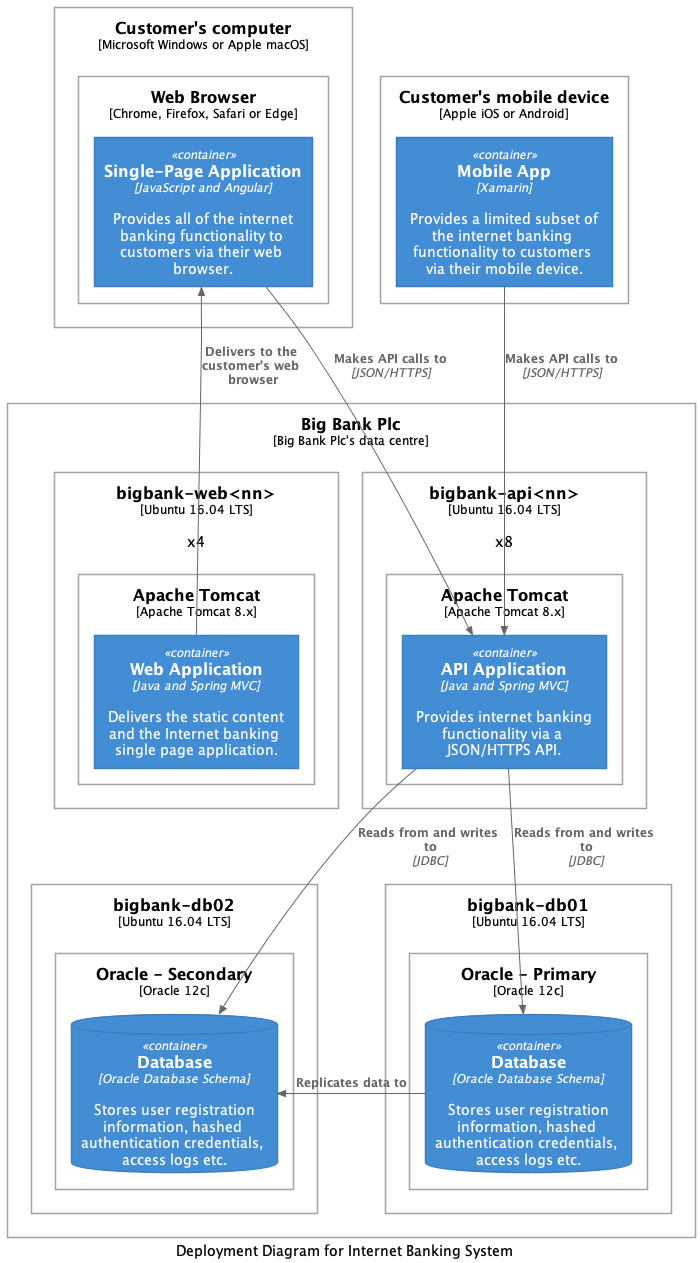 Customer's computer
[Microsoft Windows or Apple macOS]
Web Browser
[Chrome, Firefox, Safari or Edge]
«container»
Single-Page Application
[JavaScript and Angular]
Provides all of the internet
banking functionality to
customers via their web
browser.
Customer's mobile device
[Apple iOS or Android]
«container»
Mobile App
[Xamarin]
Provides a limited subset of
the internet banking
functionality to customers
via their mobile device.
Delivers to the
customer's web
browser
Makes API calls to
[JSON/HTTPS]
Makes API calls to
[JSON/HTTPS]
Big Bank Plc
[Big Bank Plc's data centre]
bigbank-web<nn>
[Ubuntu 16.04 LTS]
x4
Apache Tomcat
[Apache Tomcat 8.x]
«container»
Web Application
[Java and Spring MVC]
Delivers the static content
and the Internet banking
single page application.
bigbank-api<nn>
[Ubuntu 16.04 LTS]
x8
Apache Tomcat
[Apache Tomcat 8.x]
«container»
API Application
[Java and Spring MVC]
Provides internet banking
functionality via a
JSON/HTTPS API.
Reads from and writes
to
[JDBC]
Reads from and writes
to
[JDBC]
bigbank-db02
[Ubuntu 16.04 LTS]
Oracle - Secondary
[Oracle 12c]
«container»
Database
[Oracle Database Schema]
Stores user registration
information, hashed
authentication credentials,
access logs etc.
Replicates data to
bigbank-db01
[Ubuntu 16.04 LTS]
Oracle - Primary
[Oracle 12c]
«container»
Database
[Oracle Database Schema]
Stores user registration
information, hashed
authentication credentials,
access logs etc.
Deployment Diagram for Internet Banking System